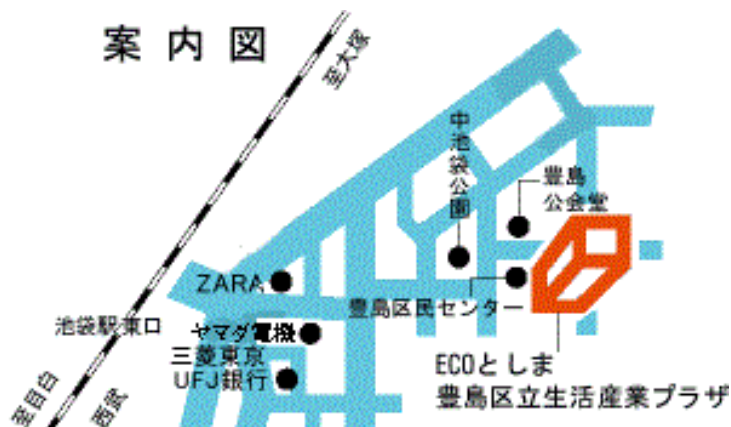 案内図
至大塚
中池袋公園
豊島
公会堂
ZARA
豊島区民センター
池袋駅東口
ヤマダ電機
三菱東京
UFJ銀行
ECOとしま
豊島区立生活産業プラザ
至目白
西武